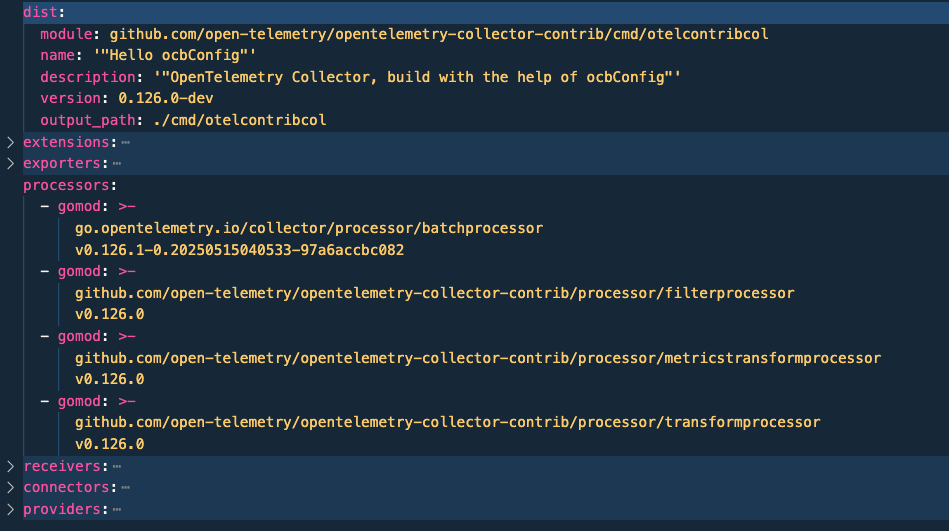 dist:
module: github.com/open-telemetry/opentelemetry-collector-contrib/cmd/otelcontribcol
name: '"Hello ocbConfig"'
description: '"OpenTelemetry Collector, build with the help of ocbConfig"'
version: 0.126.0-dev
output_path: ./cmd/otelcontribcol
extensions:…
exporters:…
processors:
- gomod: >-
go.opentelemetry.io/collector/processor/batchprocessor
v0.126.1-0.20250515040533-97a6accbc082
- gomod: >-
github.com/open-telemetry/opentelemetry-collector-contrib/processor/filterprocessor
v0.126.0
- gomod: >-
github.com/open-telemetry/opentelemetry-collector-contrib/processor/metricstransformprocessor
v0.126.0
- gomod: >-
github.com/open-telemetry/opentelemetry-collector-contrib/processor/transformprocessor
v0.126.0
receivers:…
connectors:…
providers:…